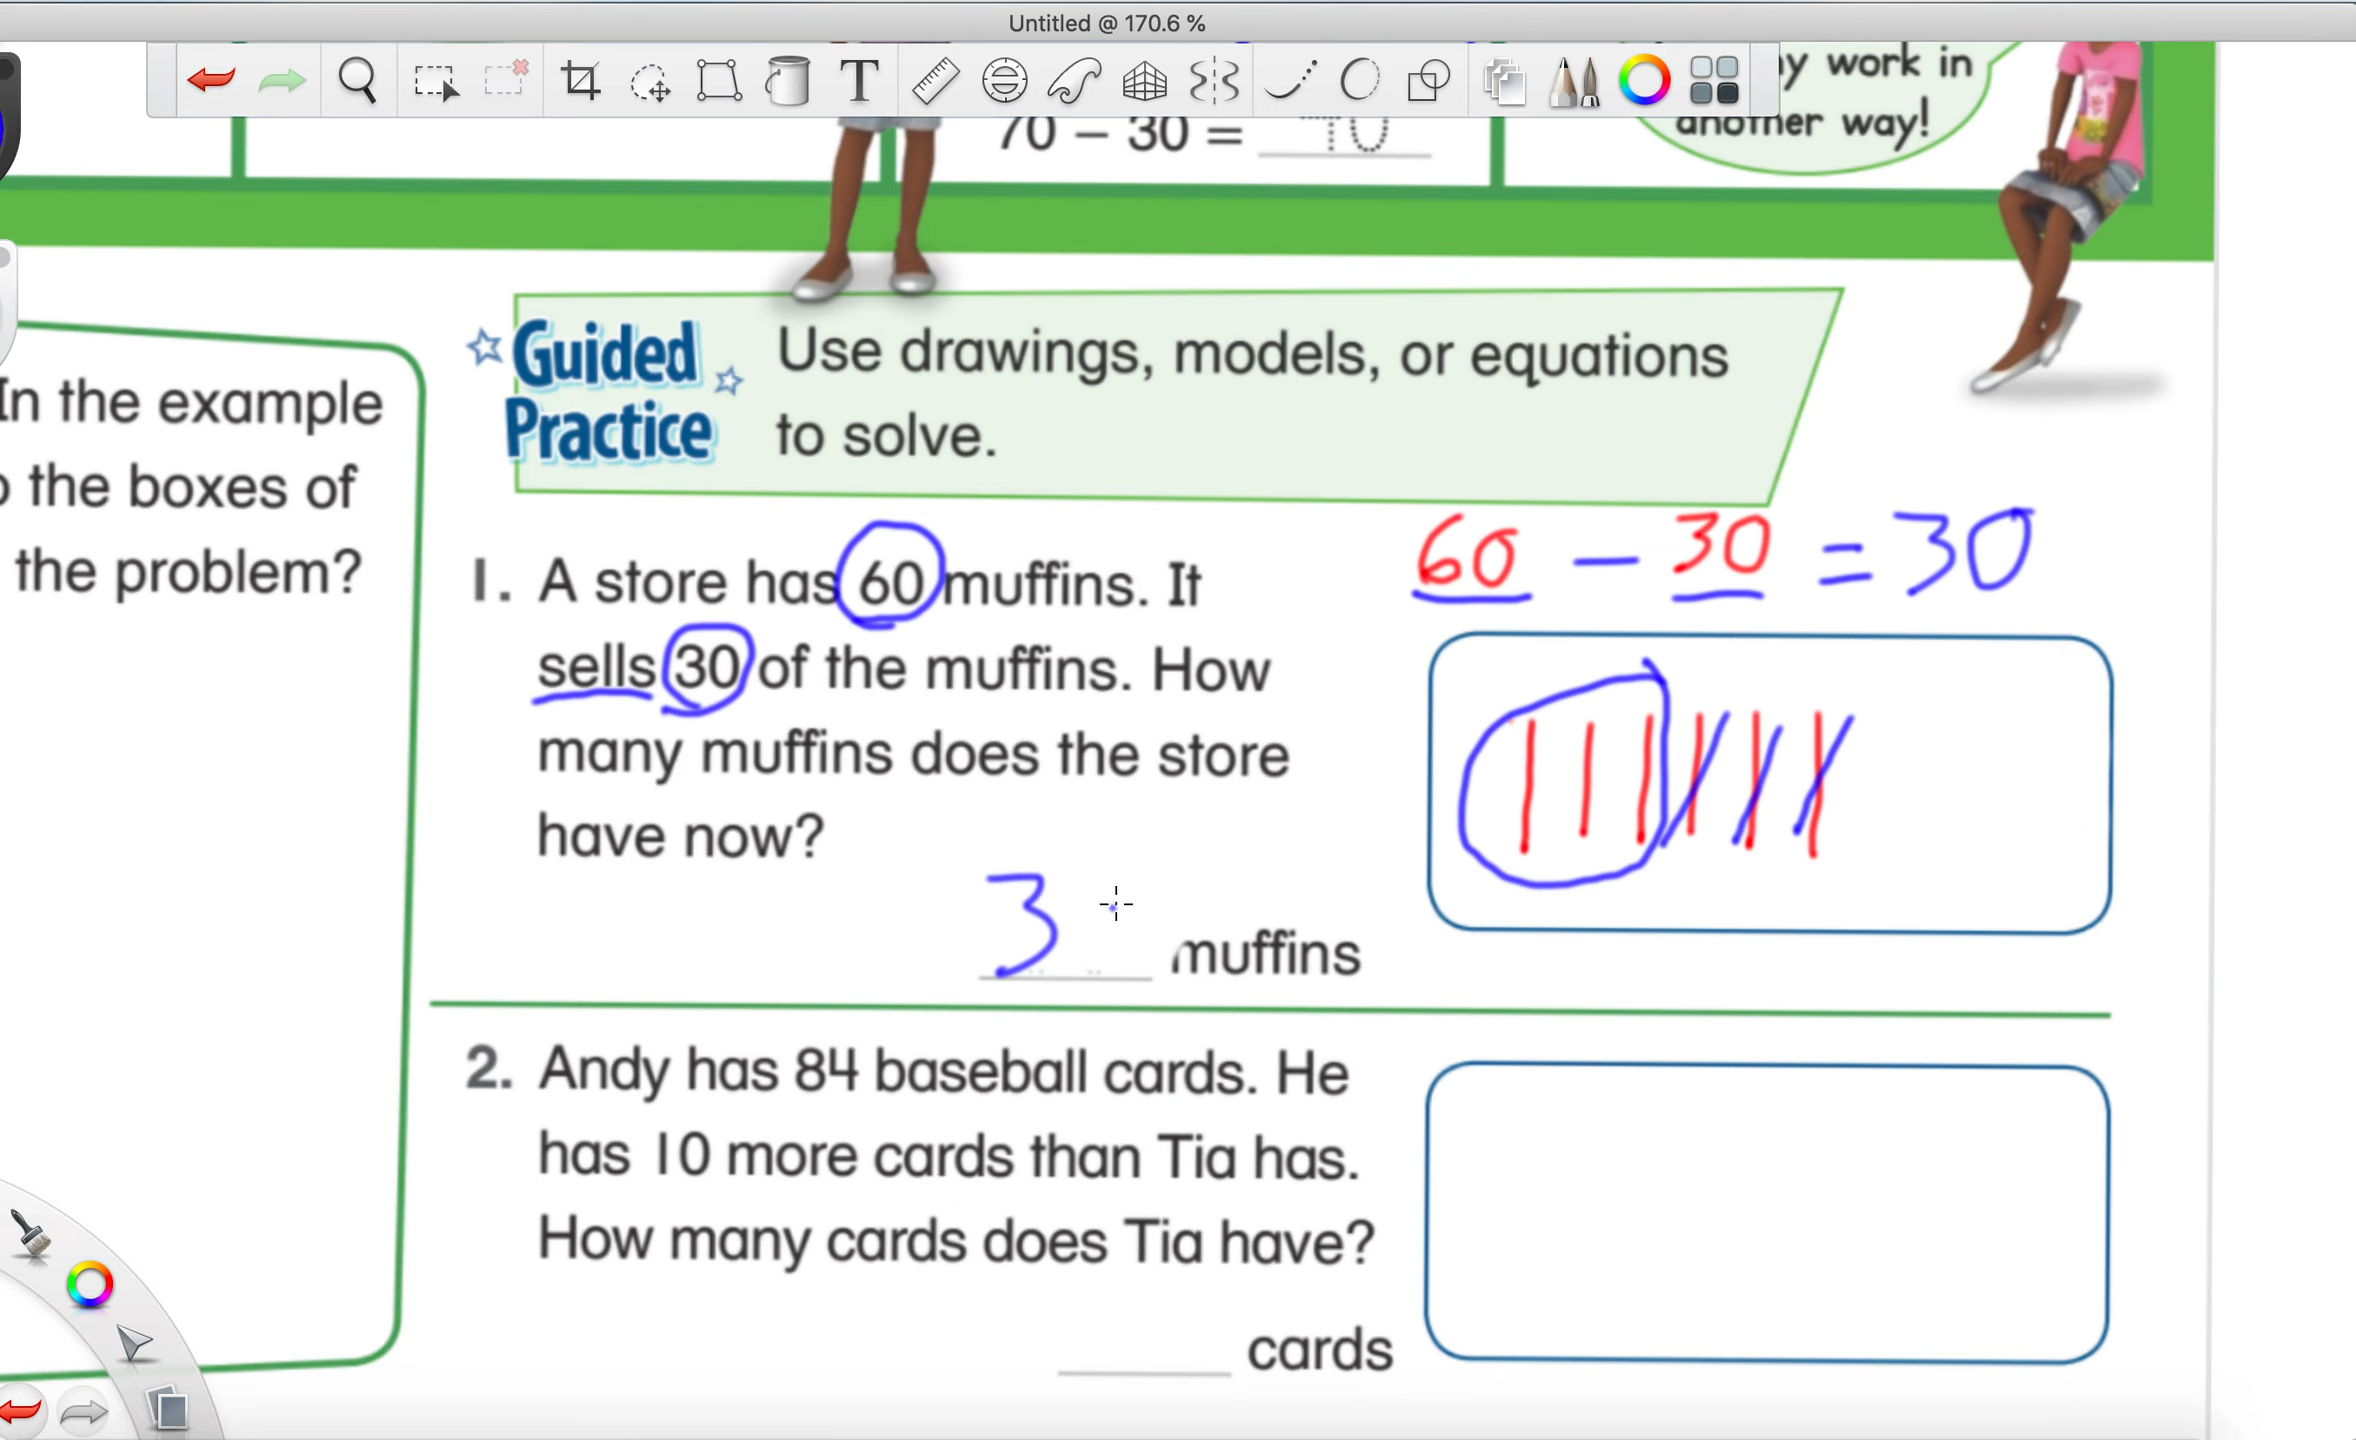 Untitled @ 170.6 %
T
my work in
another way!
70 – 30 = 40
In the example
the boxes of
the problem?
Guided
Practice
Use drawings, models, or equations
to solve.
60 – 30 = 30
1. A store has 60 muffins. It
sells 30 of the muffins. How
many muffins does the store
have now?
3 muffins
2. Andy has 84 baseball cards. He
has 10 more cards than Tia has.
How many cards does Tia have?
cards